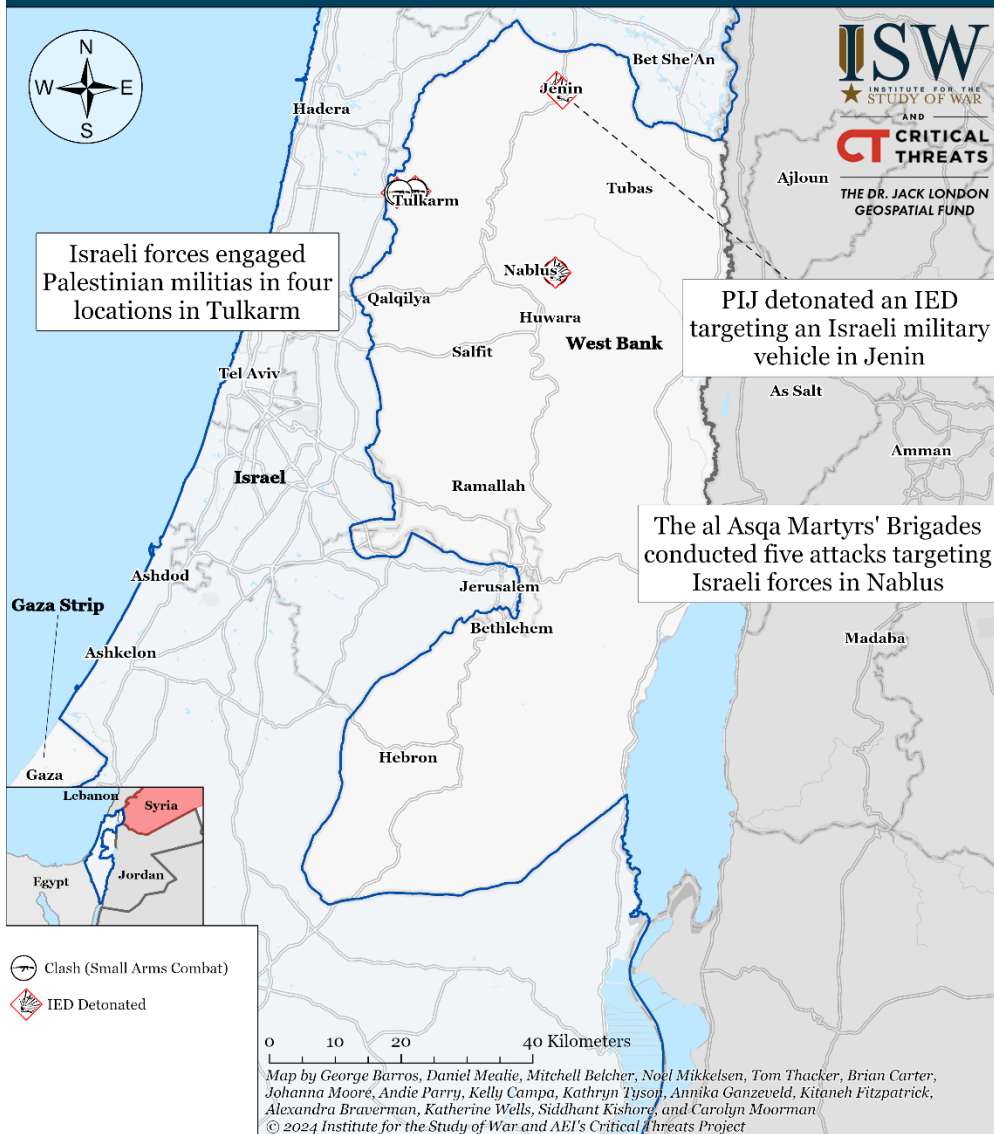 N
W E
S
ISW
INSTITUTE FOR THE
STUDY OF WAR
AND
CT CRITICAL
THREATS
THE DR. JACK LONDON
GEOSPATIAL FUND
Bet She'An
Jenin
Hadera
Ajloun
Tubas
Tulkarm
Israeli forces engaged
Palestinian militias in four
locations in Tulkarm
Nablus
Qalqilya
Huwara
PIJ detonated an IED
targeting an Israeli military
vehicle in Jenin
West Bank
Salfit
Tel Aviv
As Salt
Amman
Israel
Ramallah
The al Asqa Martyrs' Brigades
conducted five attacks targeting
Israeli forces in Nablus
Ashdod
Jerusalem
Gaza Strip
Bethlehem
Madaba
Ashkelon
Hebron
Gaza
Lebanon
Syria
Egypt
Jordan
Clash (Small Arms Combat)
IED Detonated
0 10 20 40 Kilometers
Map by George Barros, Daniel Mealie, Mitchell Belcher, Noel Mikkelsen, Tom Thacker, Brian Carter,
Johanna Moore, Andie Parry, Kelly Campa, Kathryn Tyson, Annika Ganzeveld, Kitaneh Fitzpatrick,
Alexandra Braverman, Katherine Wells, Siddhant Kishore, and Carolyn Moorman
© 2024 Institute for the Study of War and AEI's Critical Threats Project